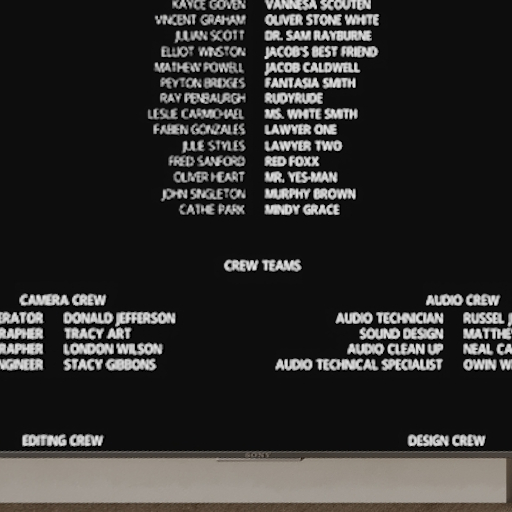 KAYCE GOVEN VANNESA SCOUTEN
VINCENT GRAHAM OLIVER STONE WHITE
JULIAN SCOTT DR. SAM RAYBURNE
ELLIOT WINSTON JACOB'S BEST FRIEND
MATHEW POWELL JACOB CALDWELL
PEYTON BRIDGES FANTASIA SMITH
RAY PENBAURGH RUDYRUDE
LESLIE CARMICHAEL MS. WHITE SMITH
FABIEN GONZALES LAWYER ONE
JULIE STYLES LAWYER TWO
FRED SANFORD RED FOXX
OLIVER HEART MR. YES-MAN
JOHN SINGLETON MURPHY BROWN
CATHE PARK MINDY GRACE
CREW TEAMS
CAMERA CREW
ERATOR DONALD JEFFERSON
RAPHER TRACY ART
RAPHER LONDON WILSON
NGINEER STACY GIBBONS
AUDIO CREW
AUDIO TECHNICIAN RUSSEL J
SOUND DESIGN MATTHE
AUDIO CLEAN UP NEAL CA
AUDIO TECHNICAL SPECIALIST OWIN W
EDITING CREW
DESIGN CREW
SONY